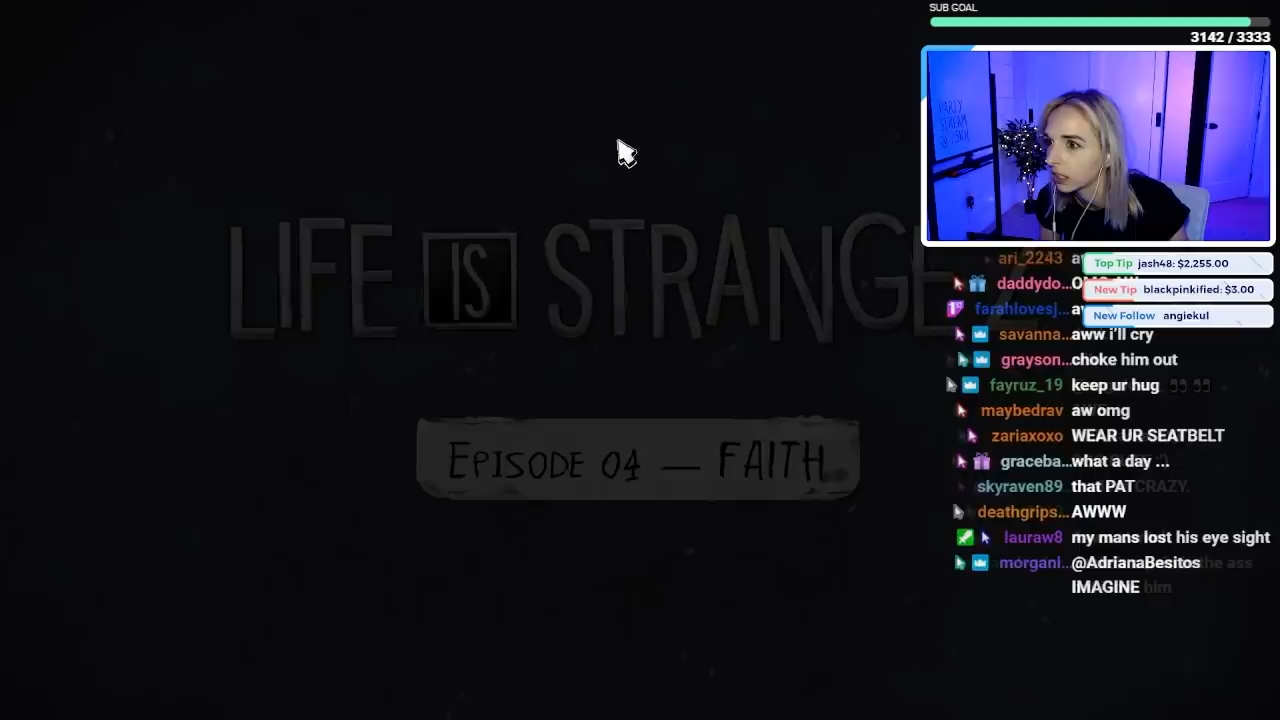 SUB GOAL
3142 / 3333
PARTY
STREAM
LIFE IS STRANGE 2
EPISODE 04 — FAITH
Top Tip jash48: $2,255.00
New Tip blackpinkified: $3.00
New Follow angiekul
ari_2243
daddydo...
farahlovesj...
savanna... aww i'll cry
grayson... choke him out
fayruz_19 keep ur hug 👀 👀
maybedrav aw omg
zariaxoxo WEAR UR SEATBELT
graceba... what a day ...
skyraven89 that PAT
deathgrips... AWWW
lauraw8 my mans lost his eye sight
morganl... @AdrianaBesitos
IMAGINE